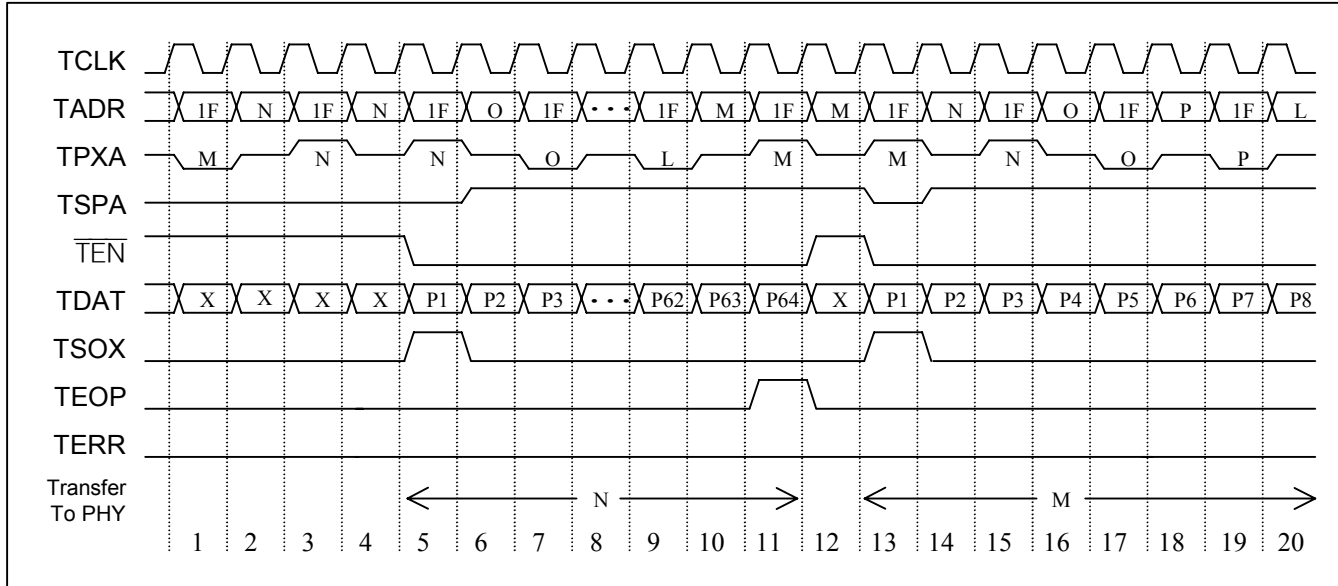 TCLK
TADR 1F N 1F N 1F O 1F ··· 1F M 1F M 1F N 1F O 1F P 1F L
TPXA M N N O L M M N O P
TSPA
TEN
TDAT X X X X P1 P2 P3 ··· P62 P63 P64 X P1 P2 P3 P4 P5 P6 P7 P8
TSOX
TEOP
TERR
Transfer
To PHY N M
1 2 3 4 5 6 7 8 9 10 11 12 13 14 15 16 17 18 19 20